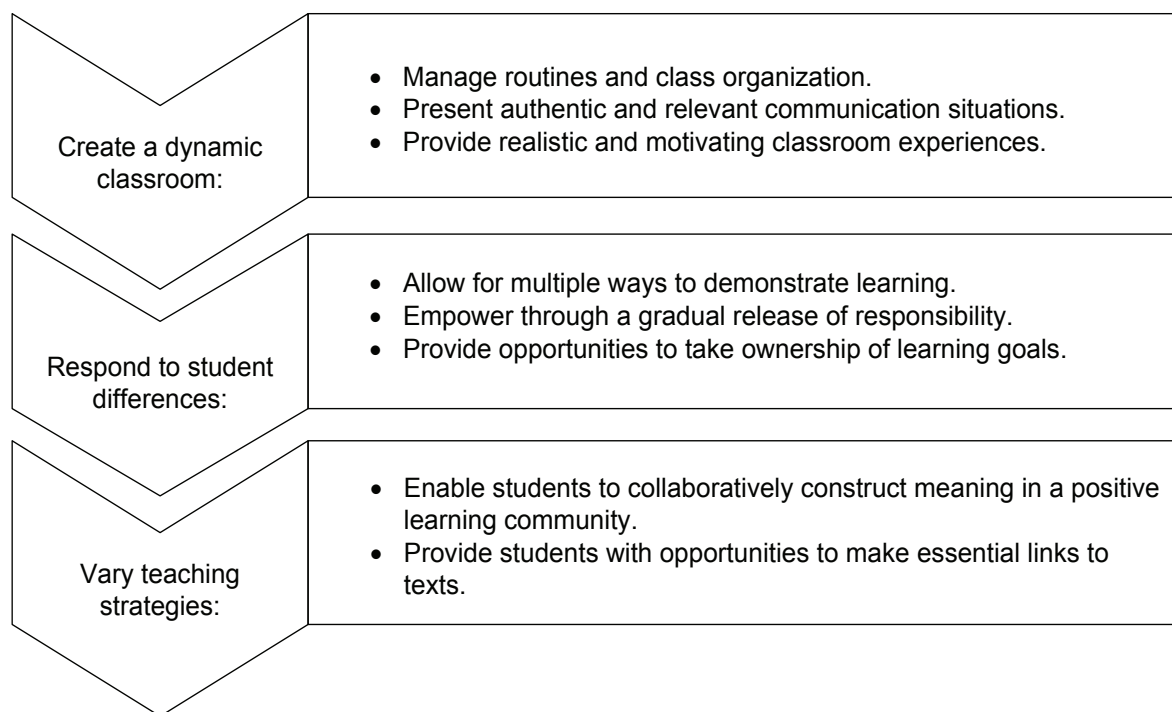 Create a dynamic
classroom:
• Manage routines and class organization.
• Present authentic and relevant communication situations.
• Provide realistic and motivating classroom experiences.
Respond to student
differences:
• Allow for multiple ways to demonstrate learning.
• Empower through a gradual release of responsibility.
• Provide opportunities to take ownership of learning goals.
Vary teaching
strategies:
• Enable students to collaboratively construct meaning in a positive
learning community.
• Provide students with opportunities to make essential links to
texts.